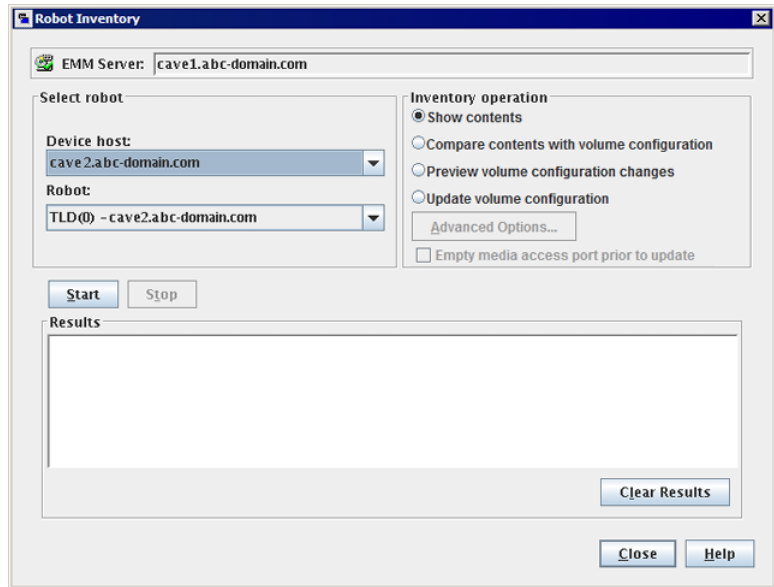 Robot Inventory
EMM Server: cave1.abc-domain.com
Select robot
Device host:
cave2.abc-domain.com
Robot:
TLD(0) - cave2.abc-domain.com
Inventory operation
Show contents
Compare contents with volume configuration
Preview volume configuration changes
Update volume configuration
Advanced Options...
Empty media access port prior to update
Start Stop
Results
Clear Results
Close Help